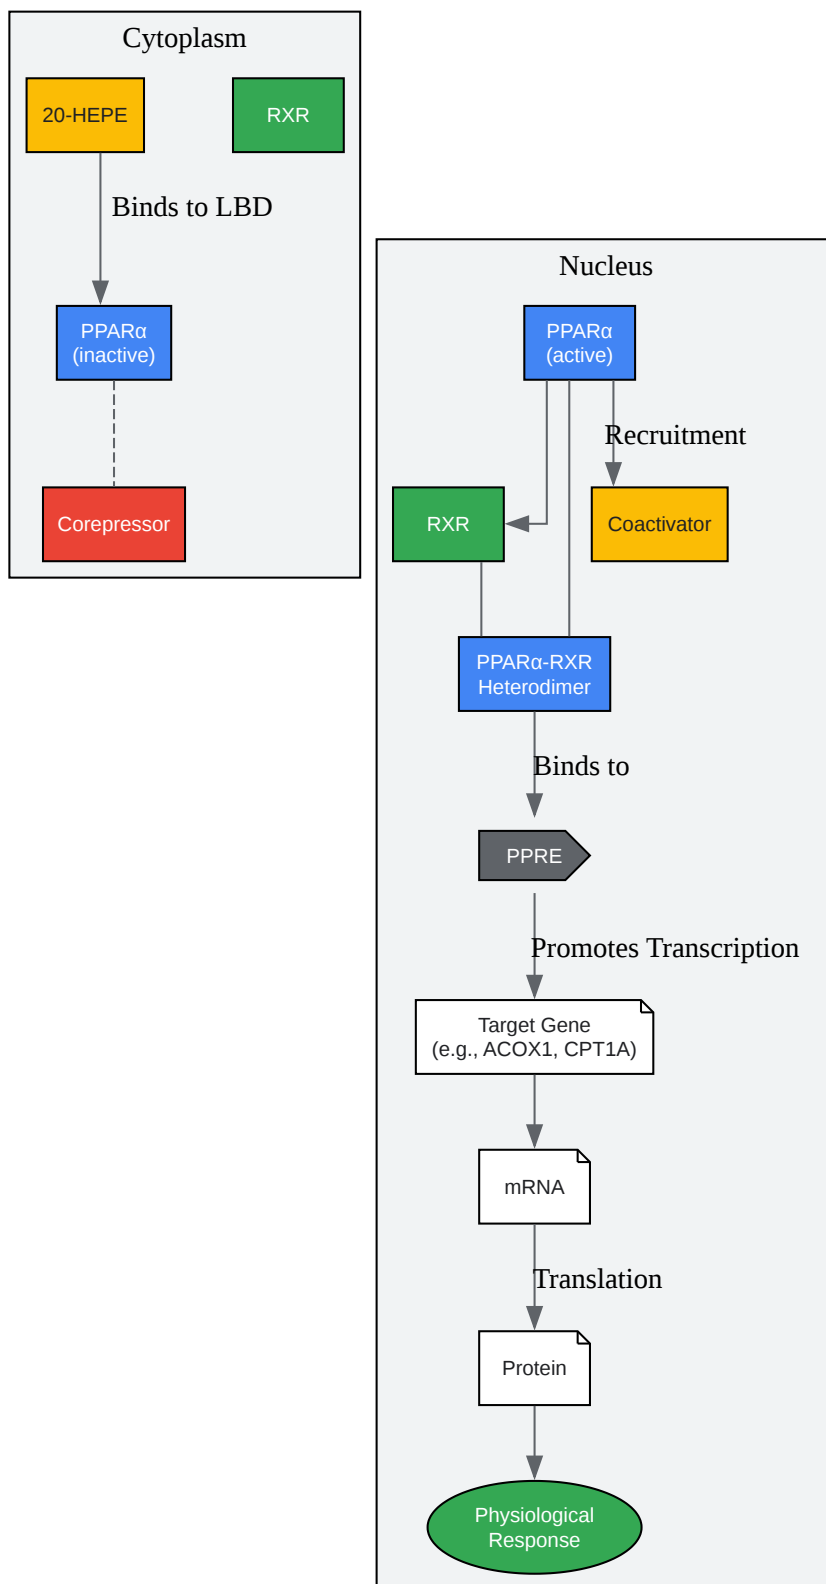 Cytoplasm
20-HEPE
RXR
Binds to LBD
PPARα
(inactive)
Corepressor
Nucleus
PPARα
(active)
Recruitment
RXR
Coactivator
PPARα-RXR
Heterodimer
Binds to
PPRE
Promotes Transcription
Target Gene
(e.g., ACOX1, CPT1A)
mRNA
Translation
Protein
Physiological
Response